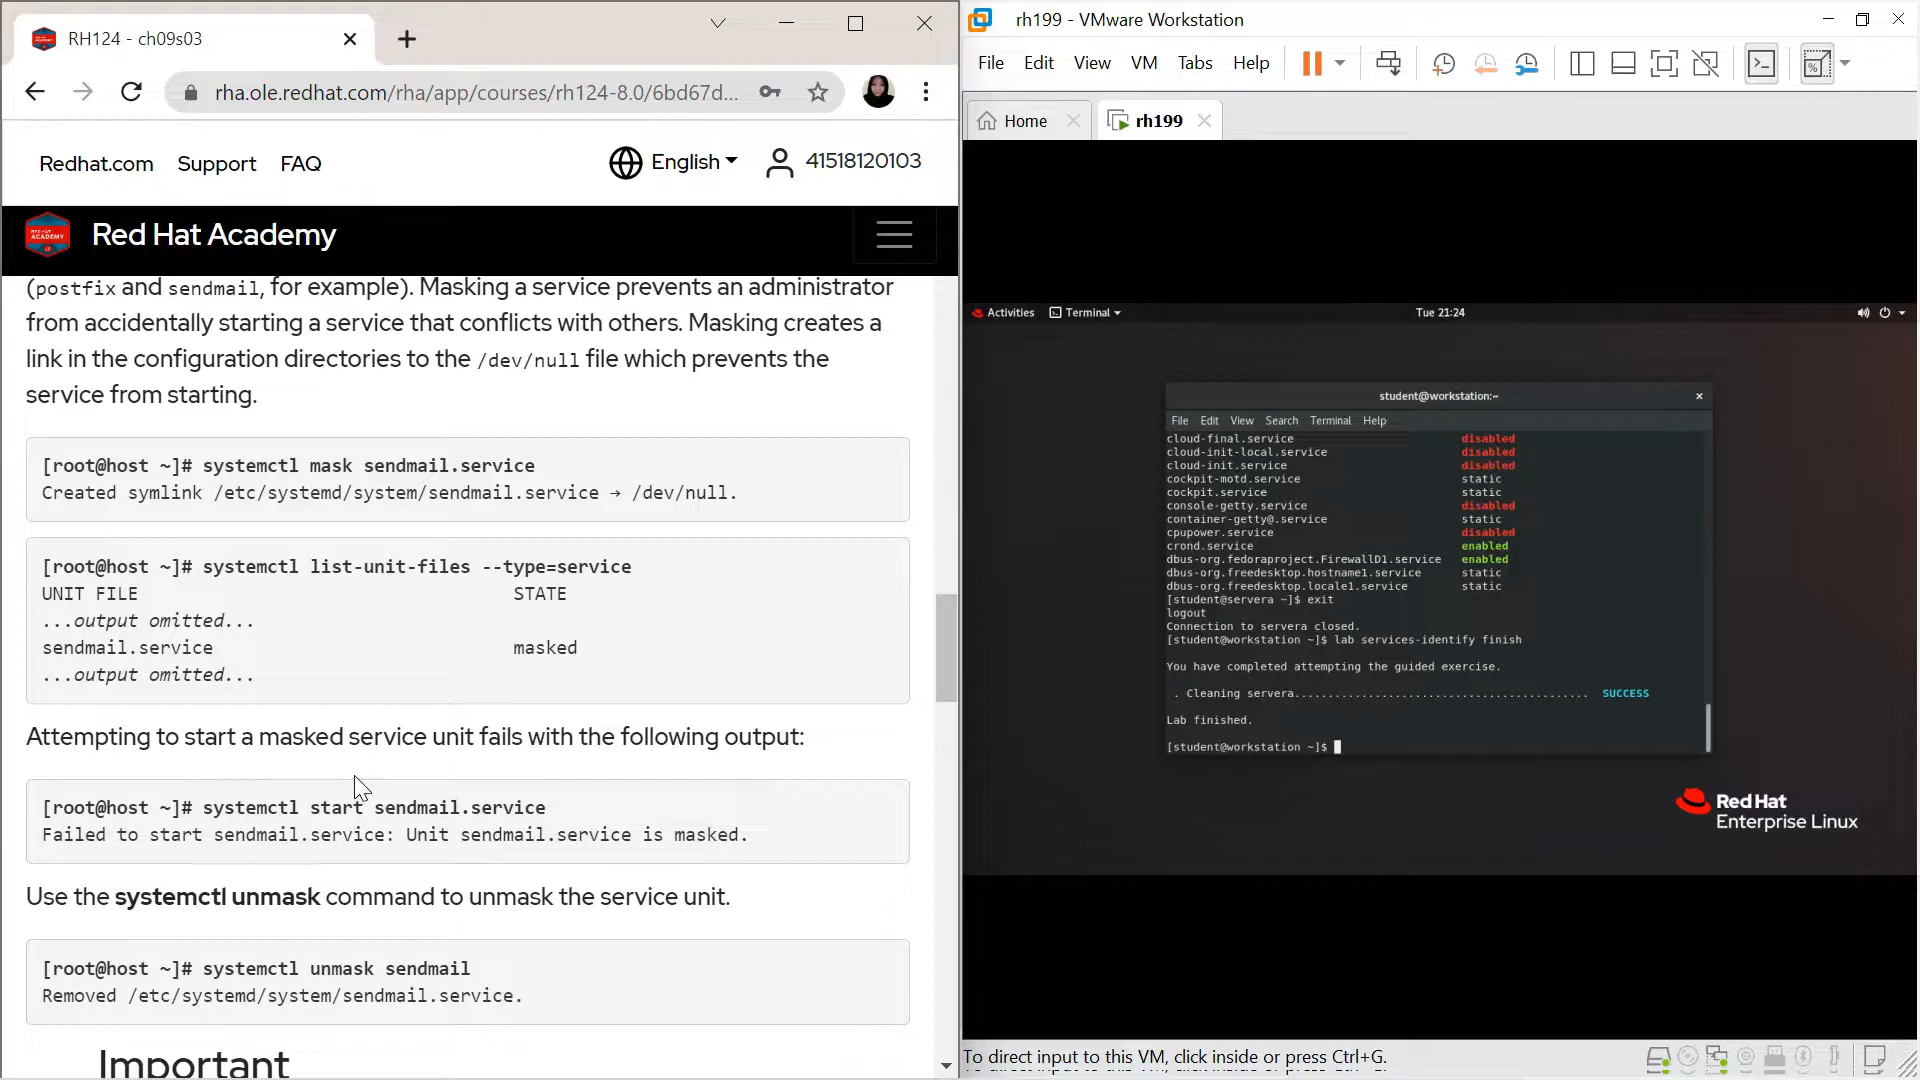 RH124 - ch09s03
rha.ole.redhat.com/rha/app/courses/rh124-8.0/6bd67d...
Redhat.com Support FAQ
English
41518120103
RED HAT
ACADEMY
Red Hat Academy
(postfix and sendmail, for example). Masking a service prevents an administrator
from accidentally starting a service that conflicts with others. Masking creates a
link in the configuration directories to the /dev/null file which prevents the
service from starting.
[root@host ~]# systemctl mask sendmail.service
Created symlink /etc/systemd/system/sendmail.service → /dev/null.
[root@host ~]# systemctl list-unit-files --type=service
UNIT FILE STATE
...output omitted...
sendmail.service masked
...output omitted...
Attempting to start a masked service unit fails with the following output:
[root@host ~]# systemctl start sendmail.service
Failed to start sendmail.service: Unit sendmail.service is masked.
Use the systemctl unmask command to unmask the service unit.
[root@host ~]# systemctl unmask sendmail
Removed /etc/systemd/system/sendmail.service.
Important
rh199 - VMware Workstation
File Edit View VM Tabs Help
Home
rh199
Activities Terminal Tue 21:24
student@workstation:~
File Edit View Search Terminal Help
cloud-final.service disabled
cloud-init-local.service disabled
cloud-init.service disabled
cockpit-motd.service static
cockpit.service static
console-getty.service disabled
container-getty@.service static
cpupower.service disabled
crond.service enabled
dbus-org.fedoraproject.FirewallD1.service enabled
dbus-org.freedesktop.hostname1.service static
dbus-org.freedesktop.locale1.service static
[student@servera ~]$ exit
logout
Connection to servera closed.
[student@workstation ~]$ lab services-identify finish
You have completed attempting the guided exercise.
. Cleaning servera............................................ SUCCESS
Lab finished.
[student@workstation ~]$
Red Hat
Enterprise Linux
To direct input to this VM, click inside or press Ctrl+G.